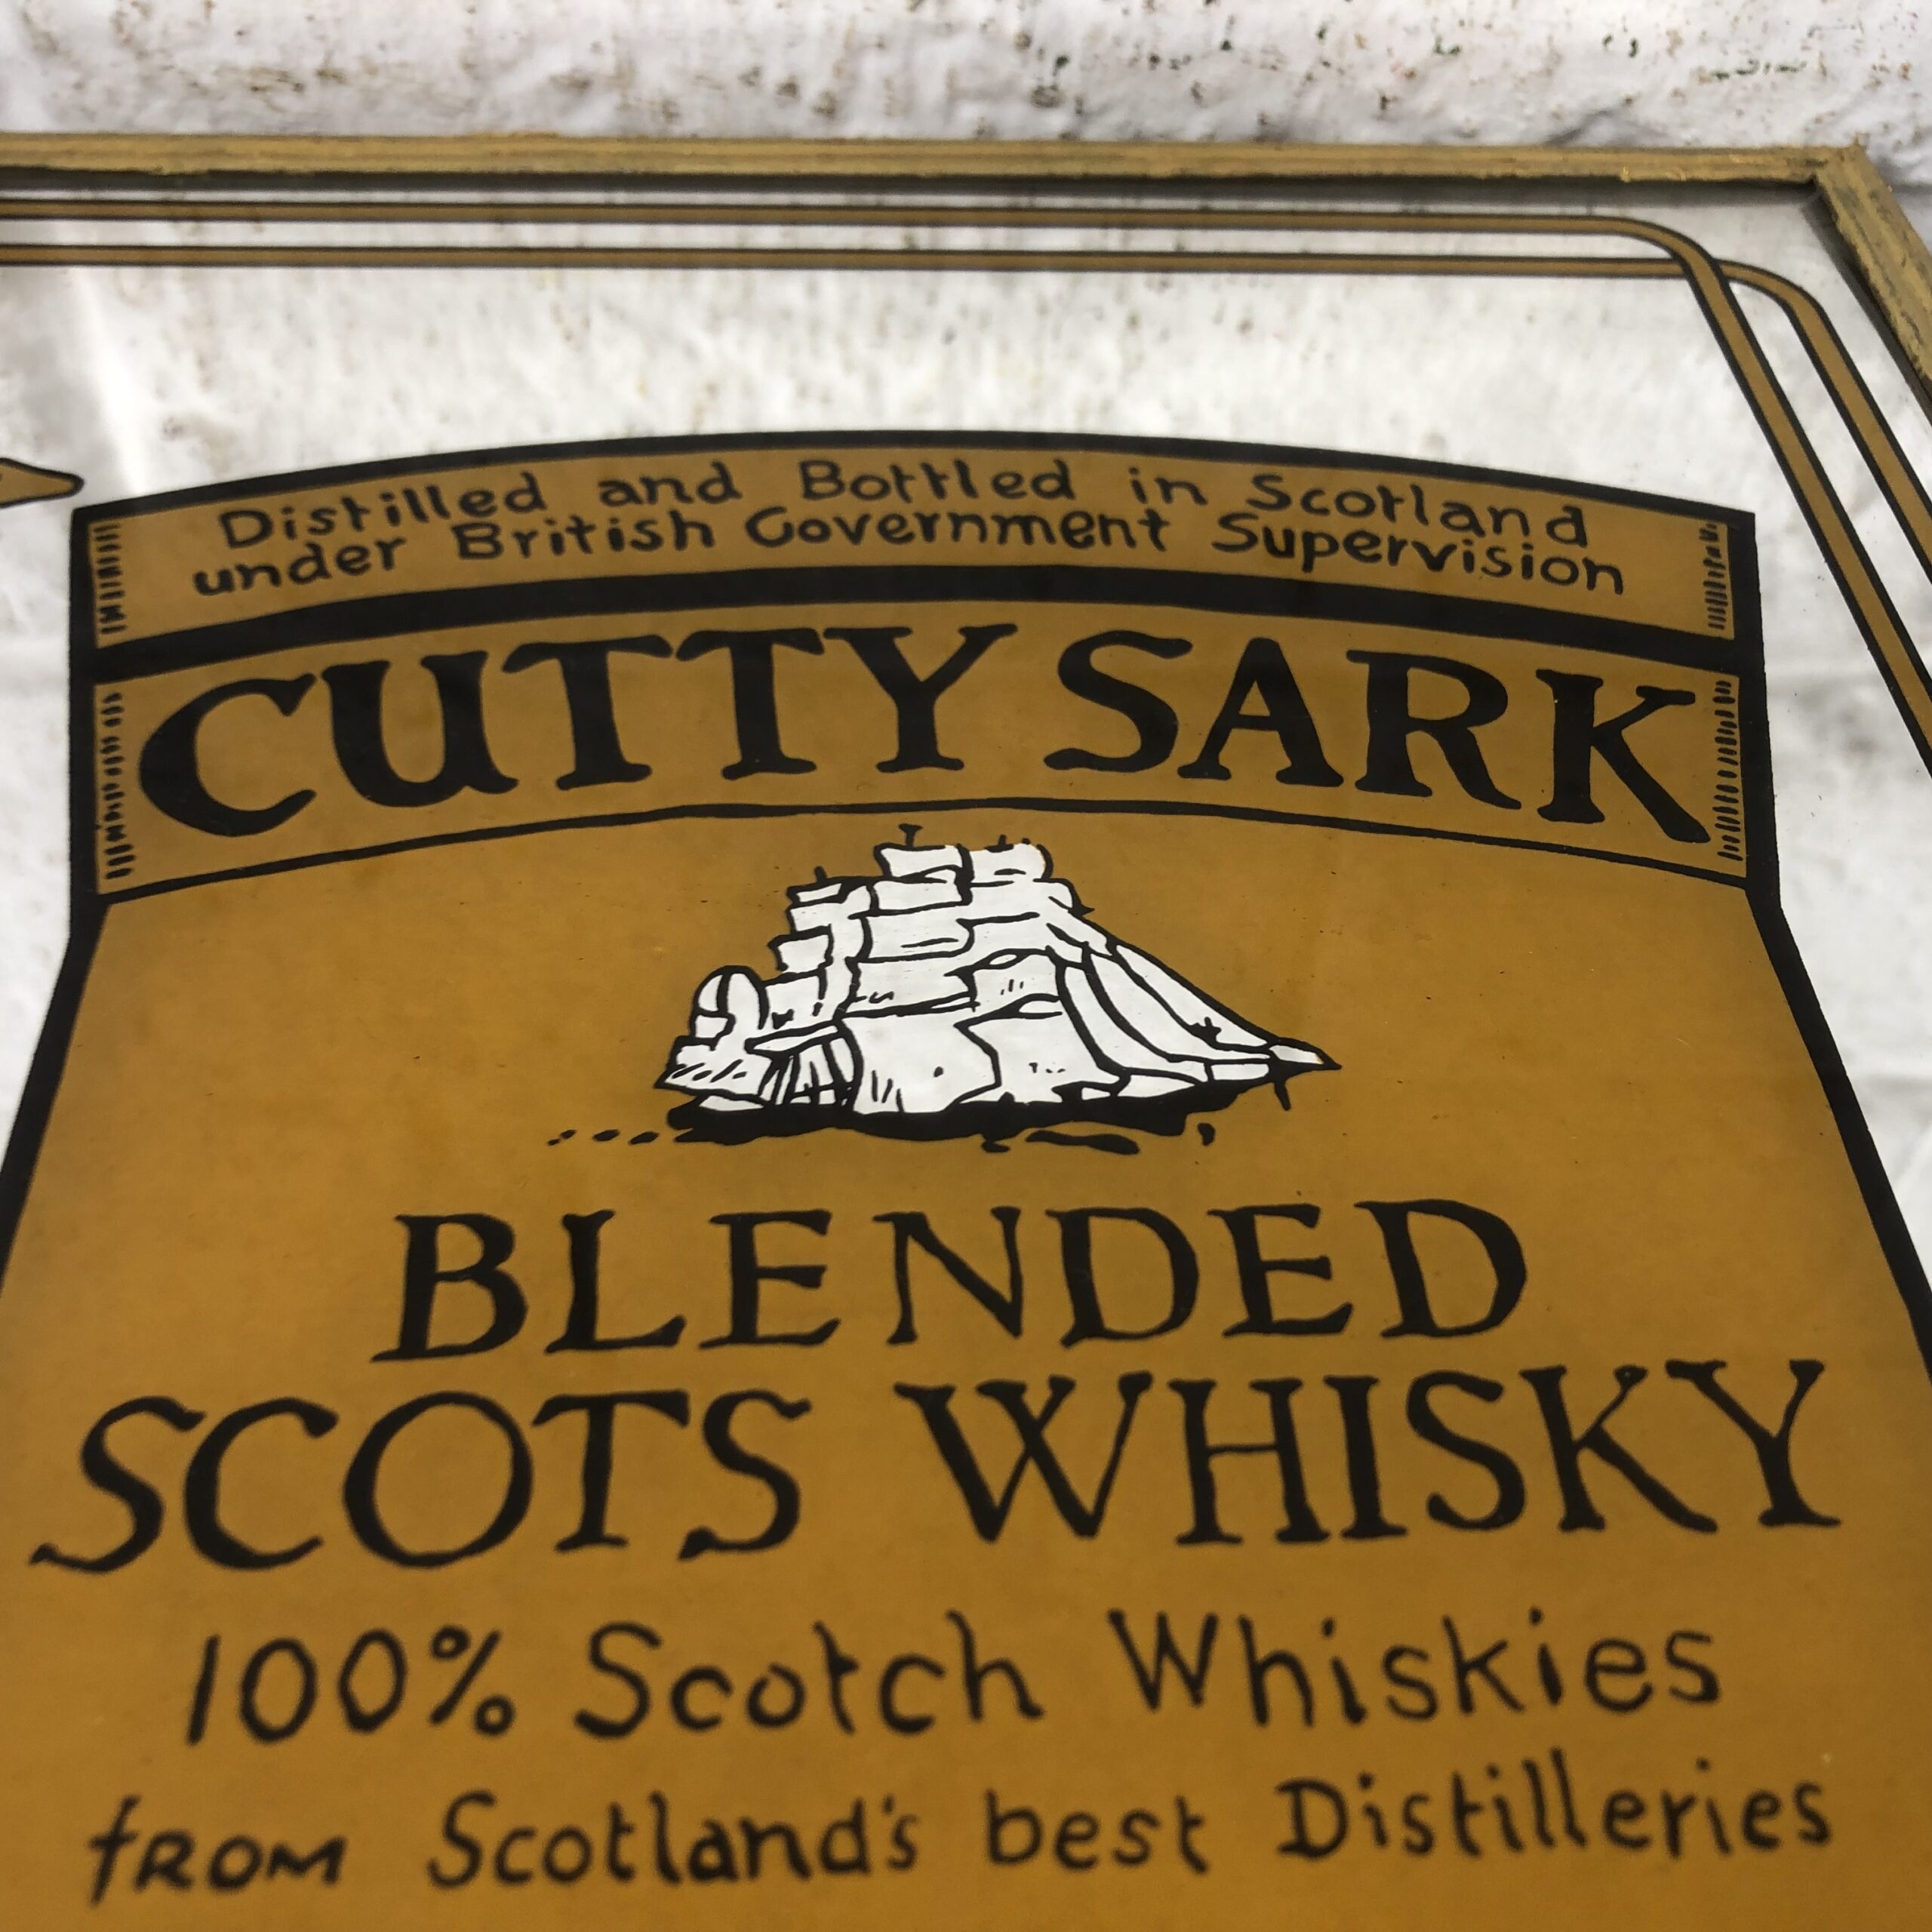 Distilled and Bottled in Scotland
under British Government Supervision
CUTTY SARK
BLENDED
SCOTS WHISKY
100% Scotch Whiskies
from Scotland's best Distilleries